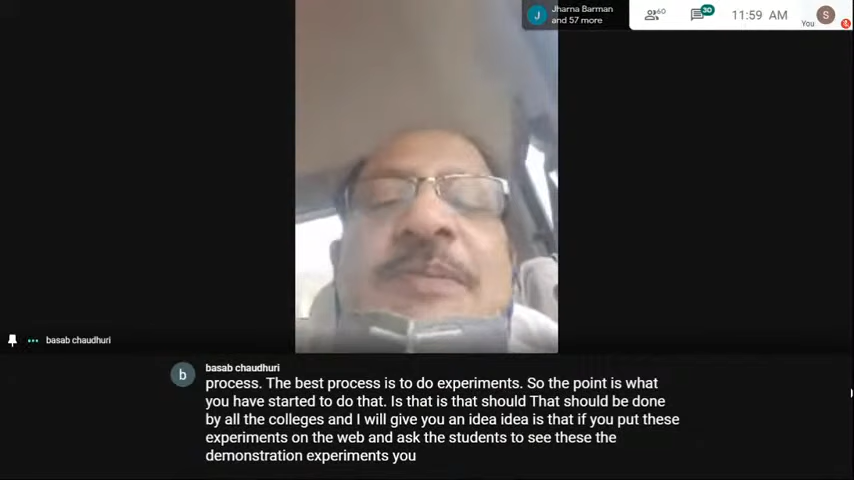 J
Jharna Barman
and 57 more
60
30
11:59 AM
You
S
basab chaudhuri
b
basab chaudhuri
process. The best process is to do experiments. So the point is what
you have started to do that. Is that is that should That should be done
by all the colleges and I will give you an idea idea is that if you put these
experiments on the web and ask the students to see these the
demonstration experiments you